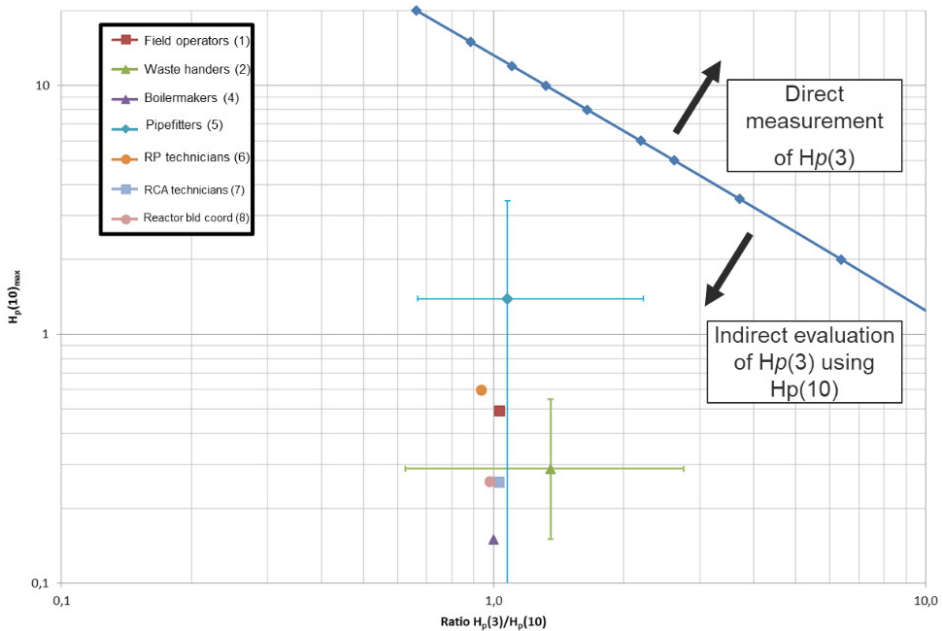 10
1
0,1
Hp(10)max
Field operators (1)
Waste handers (2)
Boilermakers (4)
Pipefitters (5)
RP technicians (6)
RCA technicians (7)
Reactor bld coord (8)
Direct
measurement
of Hp(3)
Indirect evaluation
of Hp(3) using
Hp(10)
0,1
1,0
10,0
Ratio Hp(3)/Hp(10)